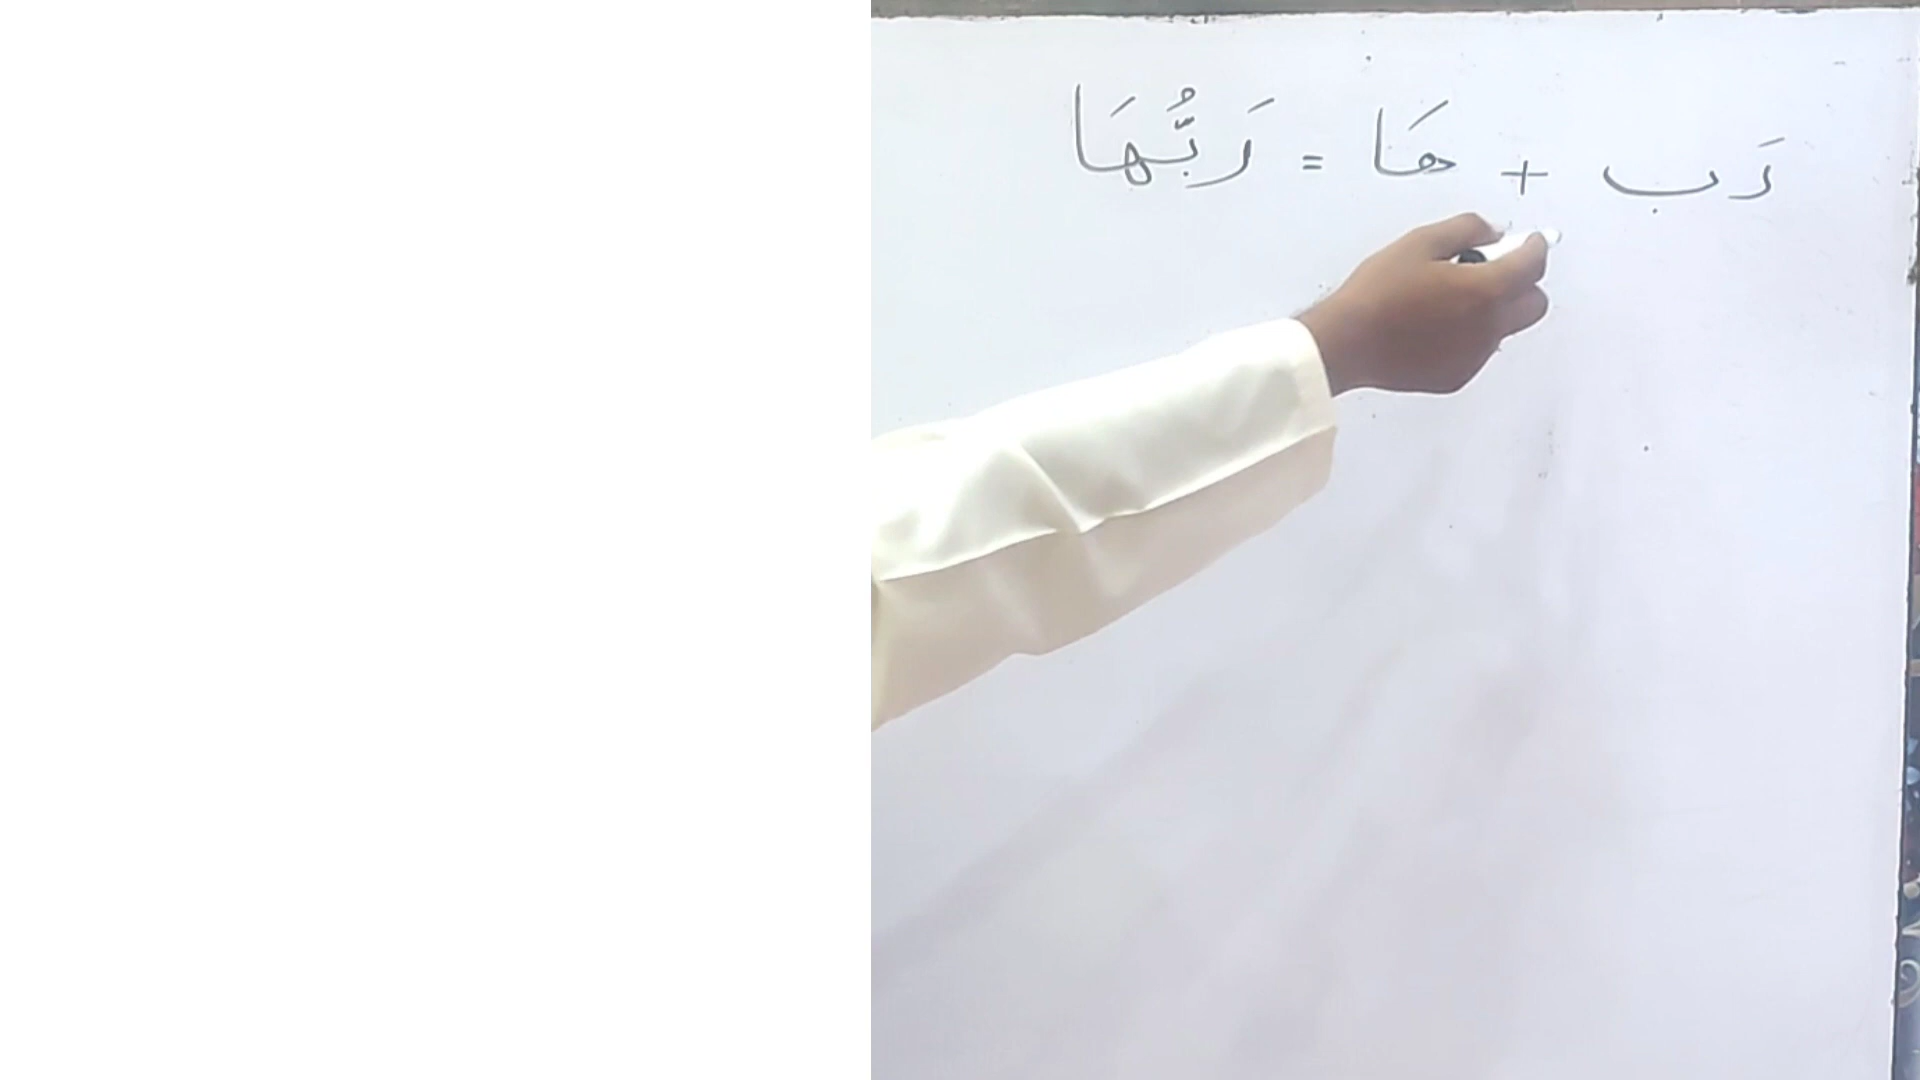 رَب + هَا = رَبُّهَا